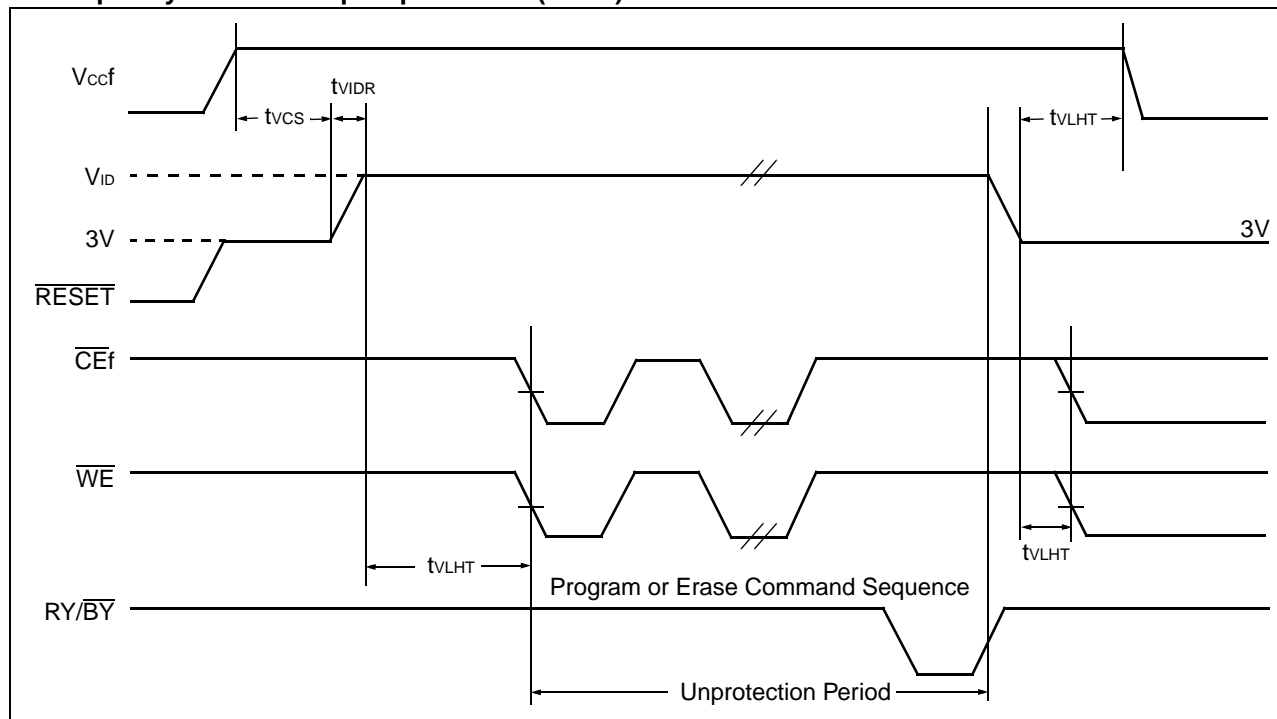 VCCf
tVIDR
tVCS
tVLHT
VID
3V
3V
RESET
CEf
WE
tVLHT
tVLHT
Program or Erase Command Sequence
RY/BY
Unprotection Period